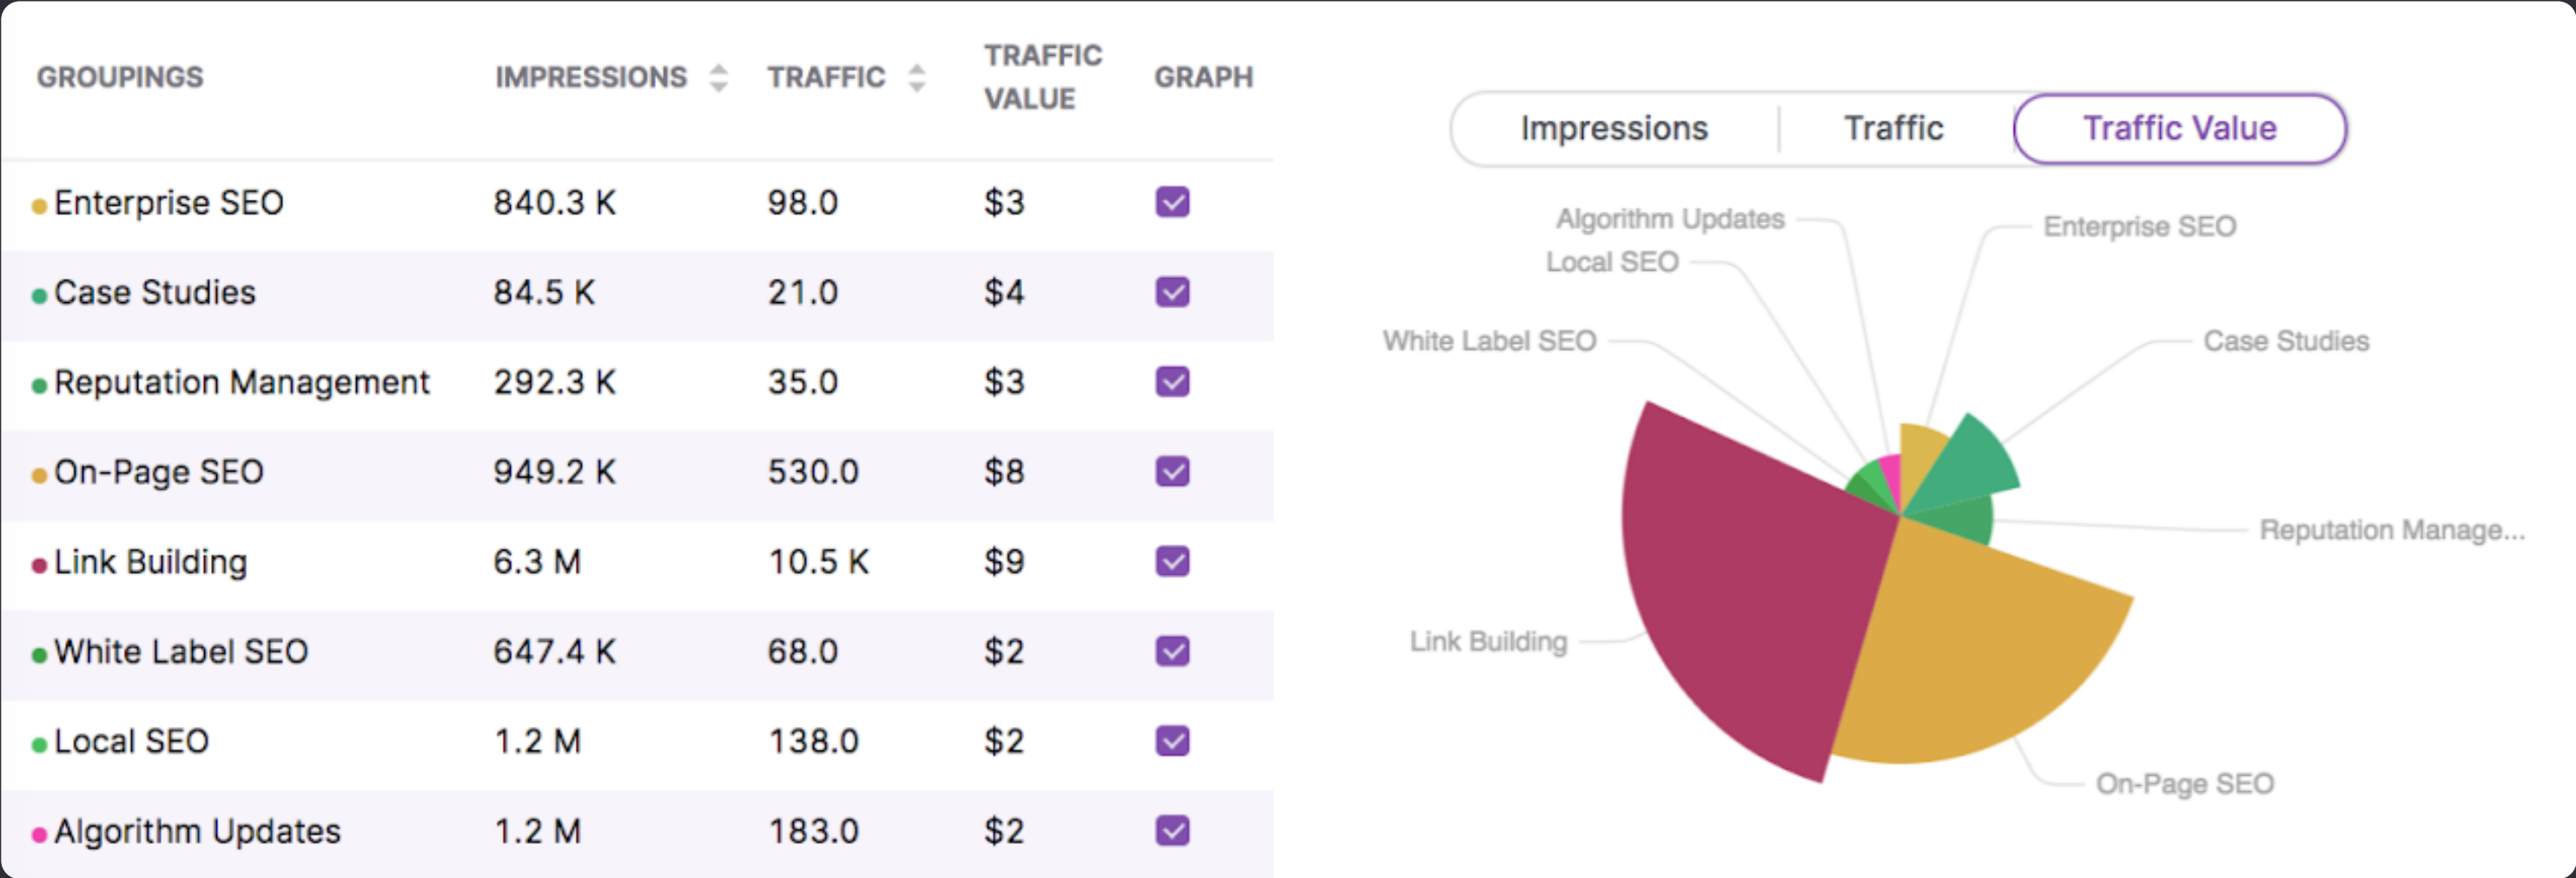 GROUPINGS IMPRESSIONS TRAFFIC TRAFFIC VALUE GRAPH
Enterprise SEO 840.3 K 98.0 $3
Case Studies 84.5 K 21.0 $4
Reputation Management 292.3 K 35.0 $3
On-Page SEO 949.2 K 530.0 $8
Link Building 6.3 M 10.5 K $9
White Label SEO 647.4 K 68.0 $2
Local SEO 1.2 M 138.0 $2
Algorithm Updates 1.2 M 183.0 $2
Impressions Traffic Traffic Value
Algorithm Updates
Enterprise SEO
Local SEO
White Label SEO
Case Studies
Reputation Manage...
Link Building
On-Page SEO